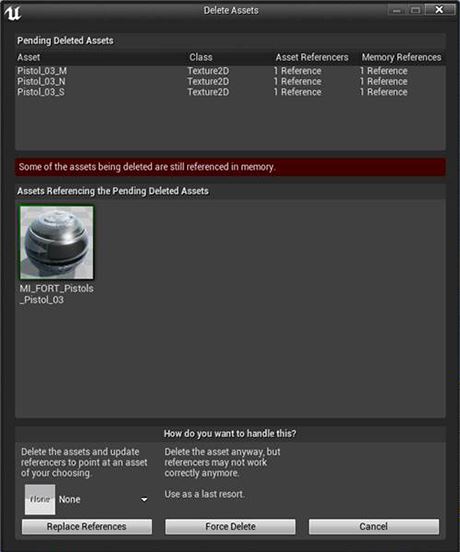 Delete Assets
Pending Deleted Assets
Asset Class Asset Referencers Memory References
Pistol_03_M Texture2D 1 Reference 1 Reference
Pistol_03_N Texture2D 1 Reference 1 Reference
Pistol_03_S Texture2D 1 Reference 1 Reference
Some of the assets being deleted are still referenced in memory.
Assets Referencing the Pending Deleted Assets
MI_FORT_Pistols
_Pistol_03
How do you want to handle this?
Delete the assets and update
referencers to point at an asset
of your choosing.
None None
Replace References
Delete the asset anyway, but
referencers may not work
correctly anymore.
Use as a last resort.
Force Delete
Cancel